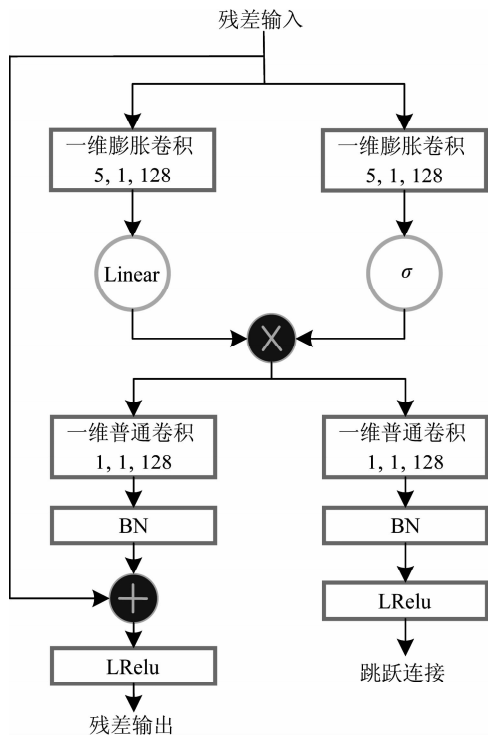 残差输入
一维膨胀卷积
5, 1, 128
一维膨胀卷积
5, 1, 128
Linear
σ
一维普通卷积
1, 1, 128
一维普通卷积
1, 1, 128
BN
BN
LRelu
LRelu
跳跃连接
残差输出